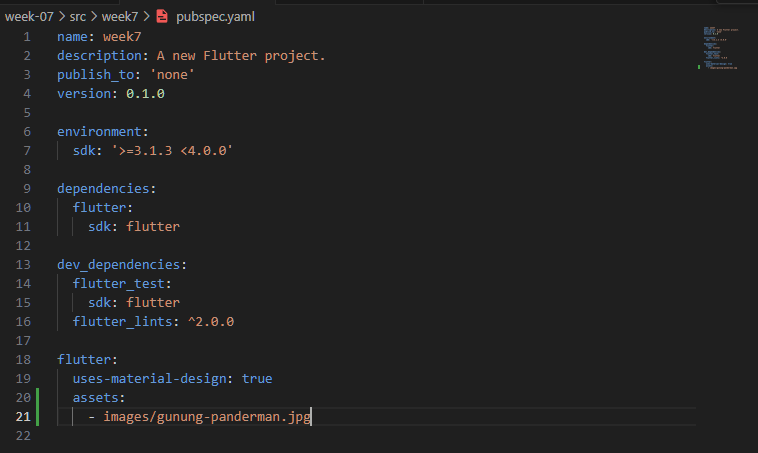 week-07 > src > week7 > pubspec.yaml
1 name: week7
2 description: A new Flutter project.
3 publish_to: 'none'
4 version: 0.1.0
5
6 environment:
7   sdk: '>=3.1.3 <4.0.0'
8
9 dependencies:
10   flutter:
11     sdk: flutter
12
13 dev_dependencies:
14   flutter_test:
15     sdk: flutter
16   flutter_lints: ^2.0.0
17
18 flutter:
19   uses-material-design: true
20   assets:
21     - images/gunung-panderman.jpg
22